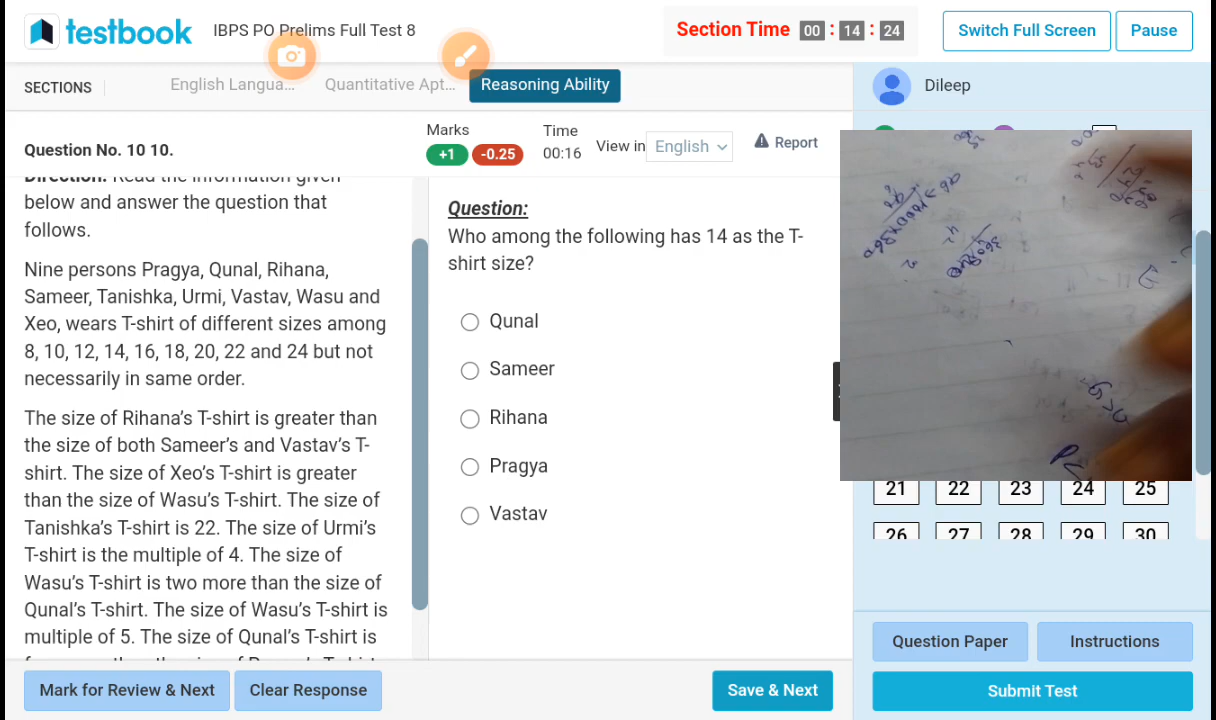 testbook
IBPS PO Prelims Full Test 8
Section Time 00 : 14 : 24
Switch Full Screen
Pause
SECTIONS
English Langua...
Quantitative Apt...
Reasoning Ability
Dileep
Question No. 10 10.
Marks
+1 -0.25
Time
00:16
View in English
Report
Direction: Read the information given
below and answer the question that
follows.
Nine persons Pragya, Qunal, Rihana,
Sameer, Tanishka, Urmi, Vastav, Wasu and
Xeo, wears T-shirt of different sizes among
8, 10, 12, 14, 16, 18, 20, 22 and 24 but not
necessarily in same order.
The size of Rihana's T-shirt is greater than
the size of both Sameer's and Vastav's T-
shirt. The size of Xeo's T-shirt is greater
than the size of Wasu's T-shirt. The size of
Tanishka's T-shirt is 22. The size of Urmi's
T-shirt is the multiple of 4. The size of
Wasu's T-shirt is two more than the size of
Qunal's T-shirt. The size of Wasu's T-shirt is
multiple of 5. The size of Qunal's T-shirt is
Question:
Who among the following has 14 as the T-
shirt size?
Qunal
Sameer
Rihana
Pragya
Vastav
21 22 23 24 25
26 27 28 29 30
Question Paper
Instructions
Mark for Review & Next
Clear Response
Save & Next
Submit Test